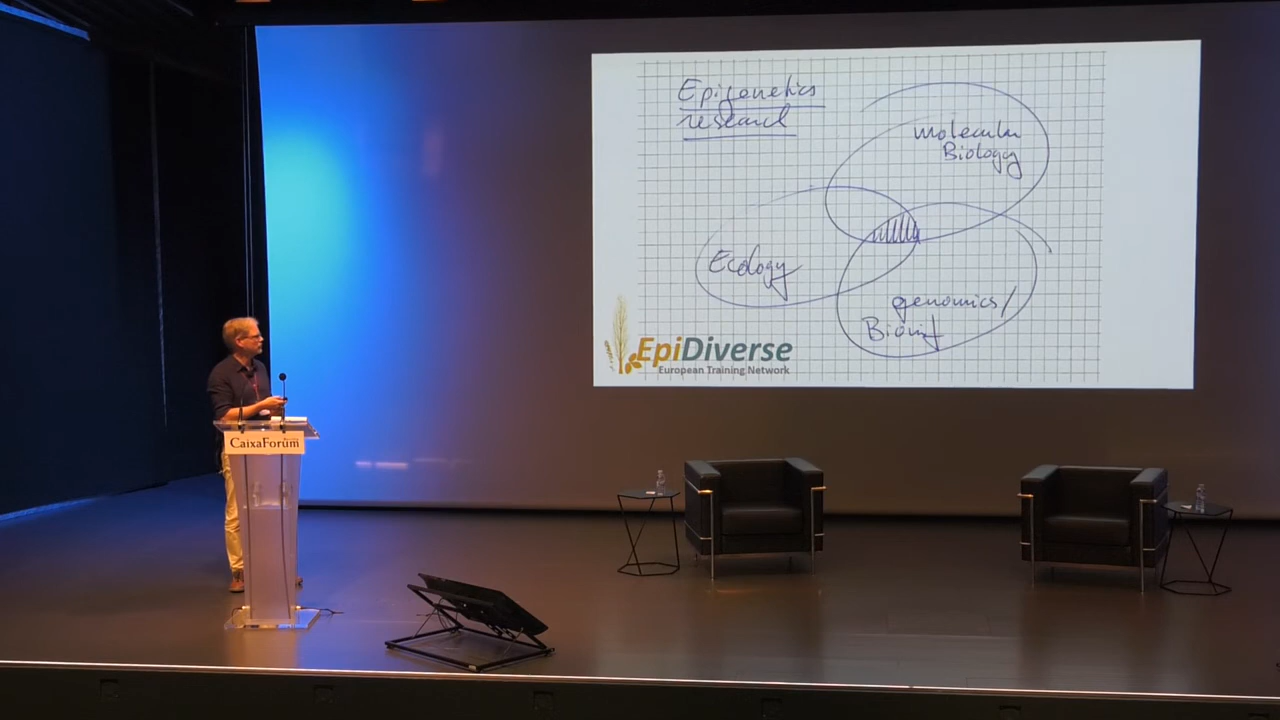 Epigenetics
research
molecular
Biology
Ecology
genomics/
Bioinf
EpiDiverse
European Training Network
CaixaForum